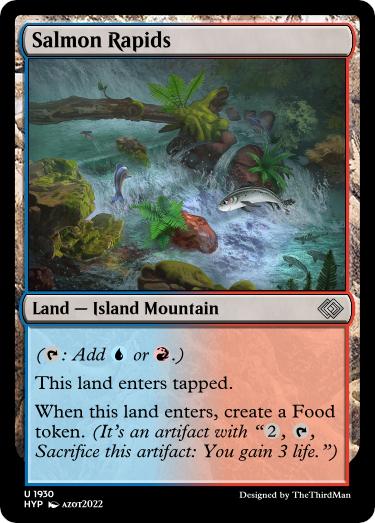 Salmon Rapids
Land — Island Mountain
(: Add or .)
This land enters tapped.
When this land enters, create a Food
token. (It's an artifact with “2, ,
Sacrifice this artifact: You gain 3 life.”)
U 1930
HYP AZOT2022
Designed by TheThirdMan